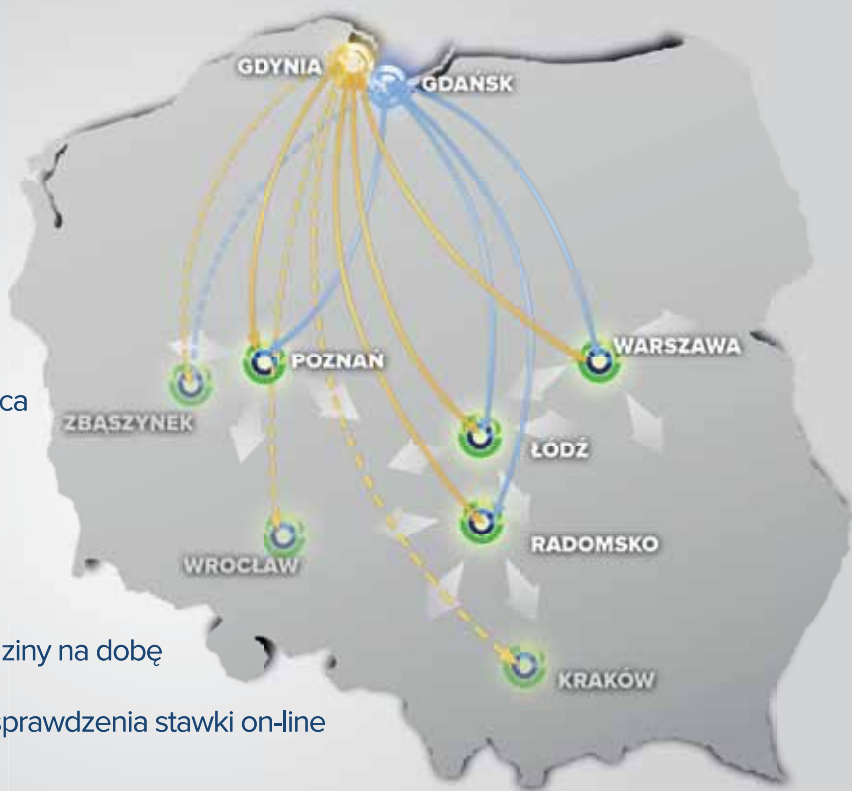 GDYNIA
GDAŃSK
WARSZAWA
POZNAŃ
ca
ZBĄSZYNEK
ŁÓDŹ
RADOMSKO
WROCŁAW
ziny na dobę
KRAKÓW
sprawdzenia stawki on-line